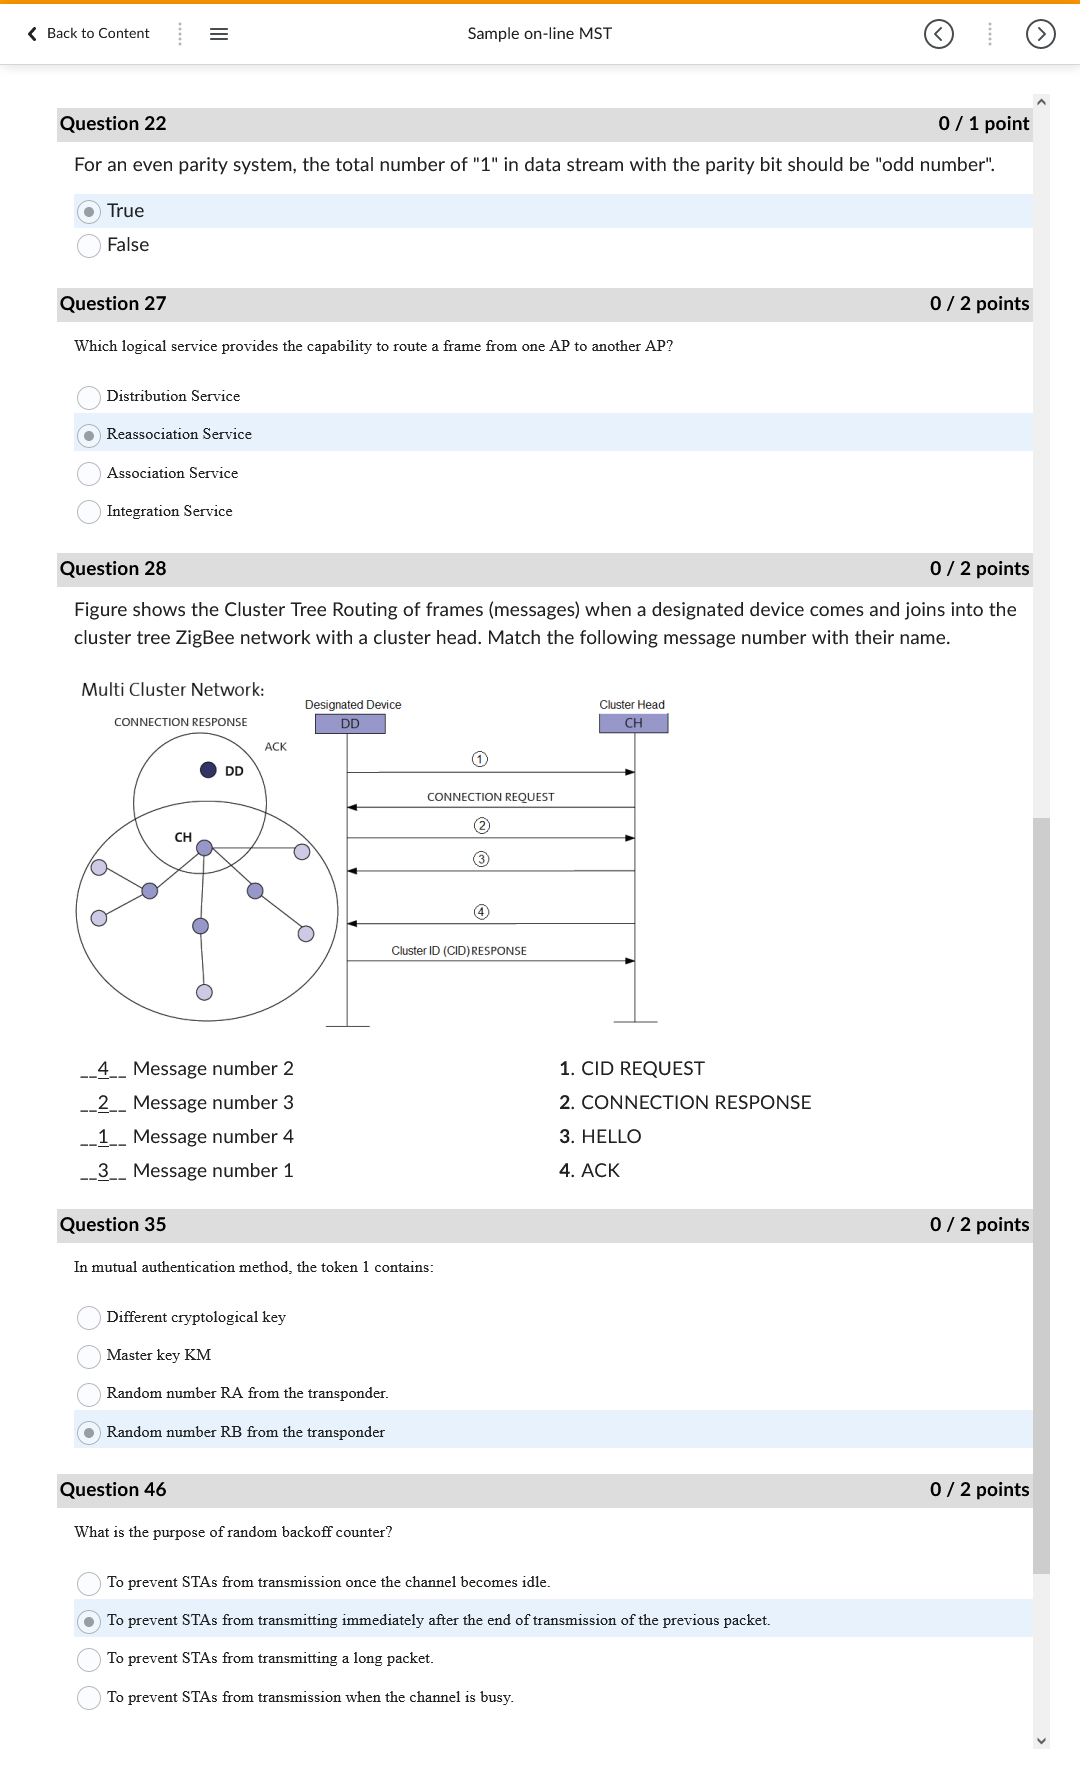 Back to Content
Sample on-line MST
Question 22 0 / 1 point
For an even parity system, the total number of "1" in data stream with the parity bit should be "odd number".
True
False
Question 27 0 / 2 points
Which logical service provides the capability to route a frame from one AP to another AP?
Distribution Service
Reassociation Service
Association Service
Integration Service
Question 28 0 / 2 points
Figure shows the Cluster Tree Routing of frames (messages) when a designated device comes and joins into the
cluster tree ZigBee network with a cluster head. Match the following message number with their name.
Multi Cluster Network:
CONNECTION RESPONSE
ACK
DD
CH
Designated Device
DD
Cluster Head
CH
1
CONNECTION REQUEST
2
3
4
Cluster ID (CID) RESPONSE
__4__ Message number 2 1. CID REQUEST
__2__ Message number 3 2. CONNECTION RESPONSE
__1__ Message number 4 3. HELLO
__3__ Message number 1 4. ACK
Question 35 0 / 2 points
In mutual authentication method, the token 1 contains:
Different cryptological key
Master key KM
Random number RA from the transponder.
Random number RB from the transponder
Question 46 0 / 2 points
What is the purpose of random backoff counter?
To prevent STAs from transmission once the channel becomes idle.
To prevent STAs from transmitting immediately after the end of transmission of the previous packet.
To prevent STAs from transmitting a long packet.
To prevent STAs from transmission when the channel is busy.